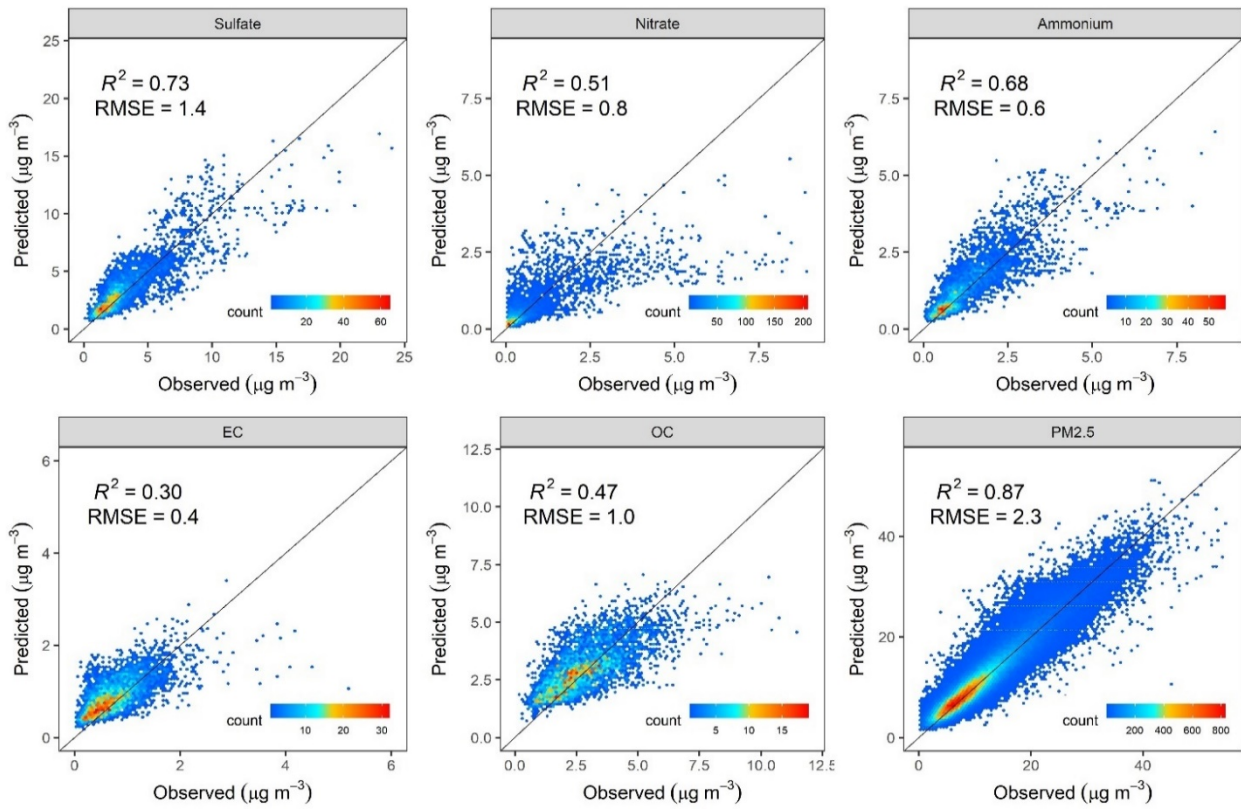 Sulfate
Nitrate
Ammonium
25
20
15
10
5
0
R² = 0.73
RMSE = 1.4
count
20 40 60
0 5 10 15 20 25
Predicted (µg m⁻³)
Observed (µg m⁻³)
7.5
5.0
2.5
0.0
R² = 0.51
RMSE = 0.8
count
50 100 150 200
0.0 2.5 5.0 7.5
Predicted (µg m⁻³)
Observed (µg m⁻³)
7.5
5.0
2.5
0.0
R² = 0.68
RMSE = 0.6
count
10 20 30 40 50
0.0 2.5 5.0 7.5
Predicted (µg m⁻³)
Observed (µg m⁻³)
EC
OC
PM2.5
6
4
2
0
R² = 0.30
RMSE = 0.4
count
10 20 30
0 2 4 6
Predicted (µg m⁻³)
Observed (µg m⁻³)
12.5
10.0
7.5
5.0
2.5
0.0
R² = 0.47
RMSE = 1.0
count
5 10 15
0.0 2.5 5.0 7.5 10.0 12.5
Predicted (µg m⁻³)
Observed (µg m⁻³)
40
20
0
R² = 0.87
RMSE = 2.3
count
200 400 600 800
0 20 40
Predicted (µg m⁻³)
Observed (µg m⁻³)